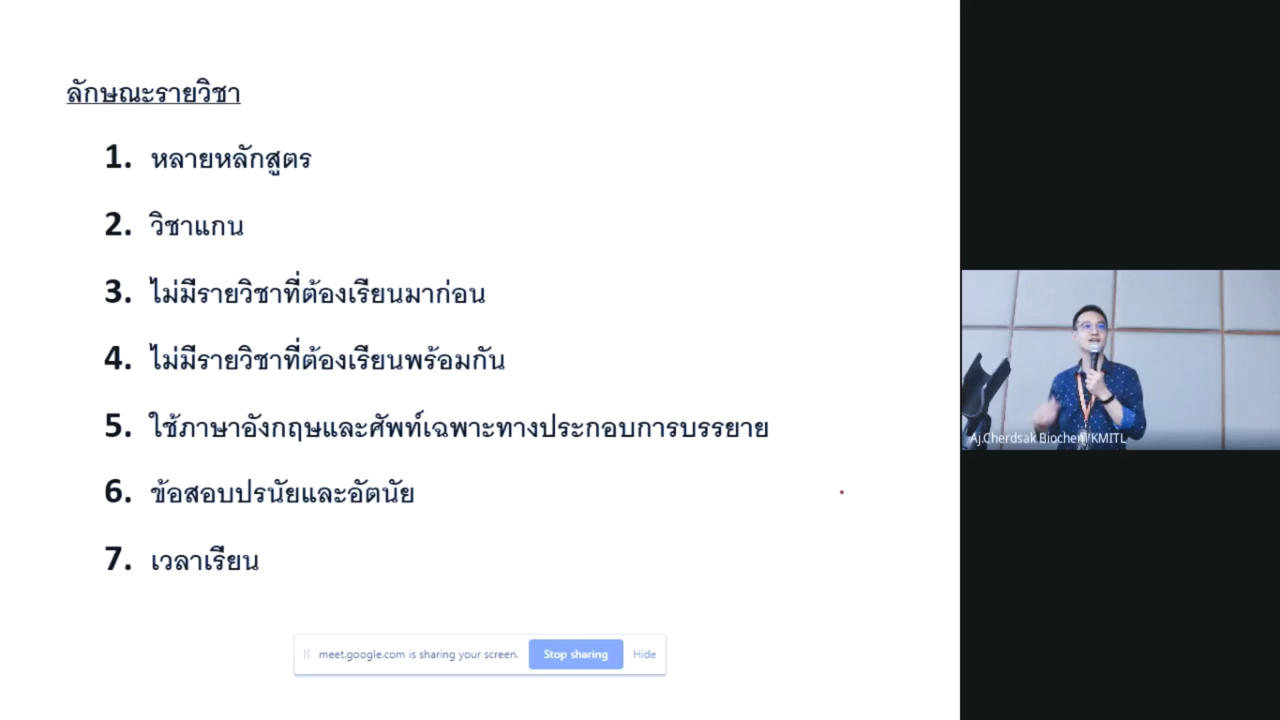 ลักษณะรายวิชา
1. หลายหลักสูตร
2. วิชาแกน
3. ไม่มีรายวิชาที่ต้องเรียนมาก่อน
4. ไม่มีรายวิชาที่ต้องเรียนพร้อมกัน
5. ใช้ภาษาอังกฤษและศัพท์เฉพาะทางประกอบการบรรยาย
6. ข้อสอบปรนัยและอัตนัย
7. เวลาเรียน
meet.google.com is sharing your screen. Stop sharing Hide
Aj.Cherdsak Biochem KMITL